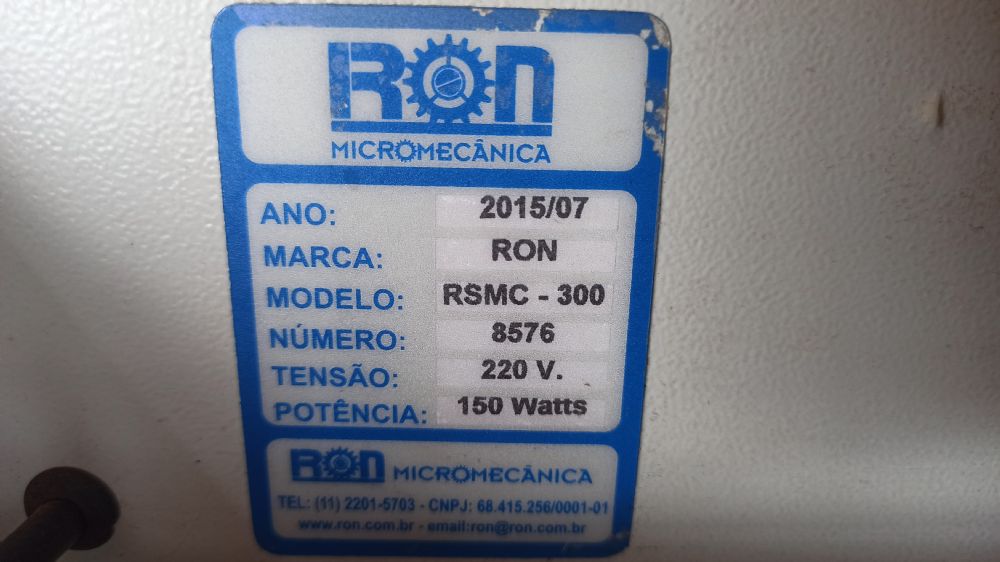 RON
MICROMECÂNICA
ANO: 2015/07
MARCA: RON
MODELO: RSMC - 300
NÚMERO: 8576
TENSÃO: 220 V.
POTÊNCIA: 150 Watts
RON MICROMECÂNICA
TEL: (11) 2201-5703 - CNPJ: 68.415.256/0001-01
www.ron.com.br - email:ron@ron.com.br